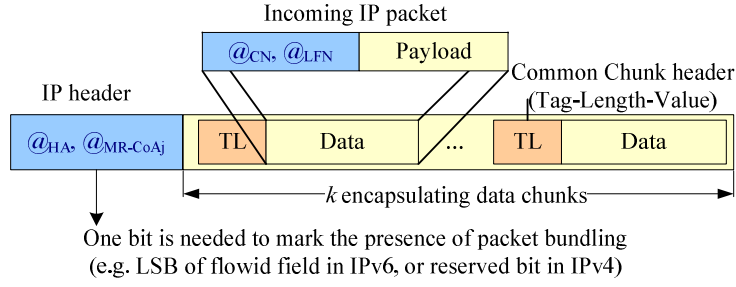 Incoming IP packet
@CN, @LFN Payload
Common Chunk header
(Tag-Length-Value)
IP header
@HA, @MR-CoAj TL Data ... TL Data
k encapsulating data chunks
One bit is needed to mark the presence of packet bundling
(e.g. LSB of flowid field in IPv6, or reserved bit in IPv4)